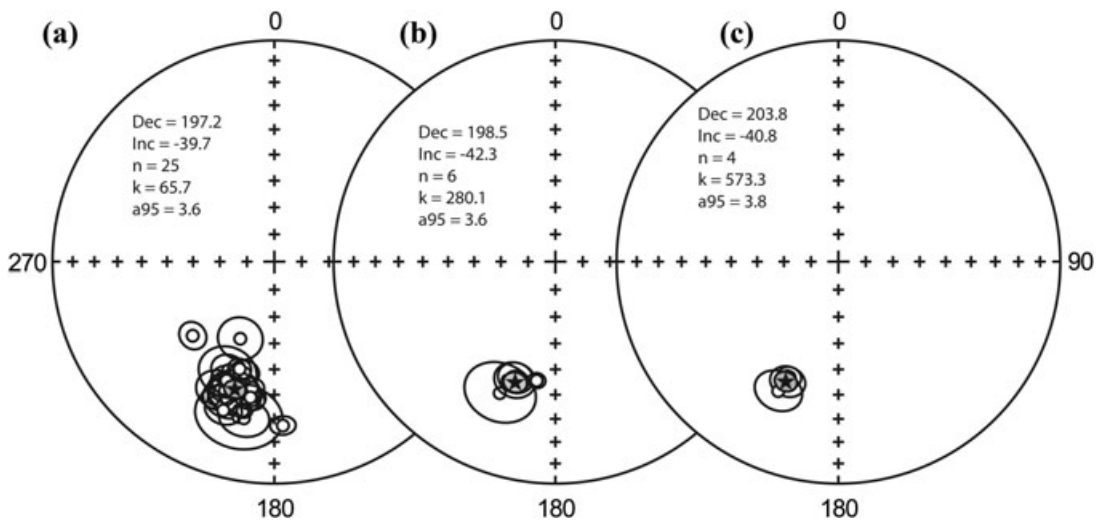 (a)
0
Dec = 197.2
Inc = -39.7
n = 25
k = 65.7
a95 = 3.6
270
180
(b)
0
Dec = 198.5
Inc = -42.3
n = 6
k = 280.1
a95 = 3.6
180
(c)
0
Dec = 203.8
Inc = -40.8
n = 4
k = 573.3
a95 = 3.8
90
180